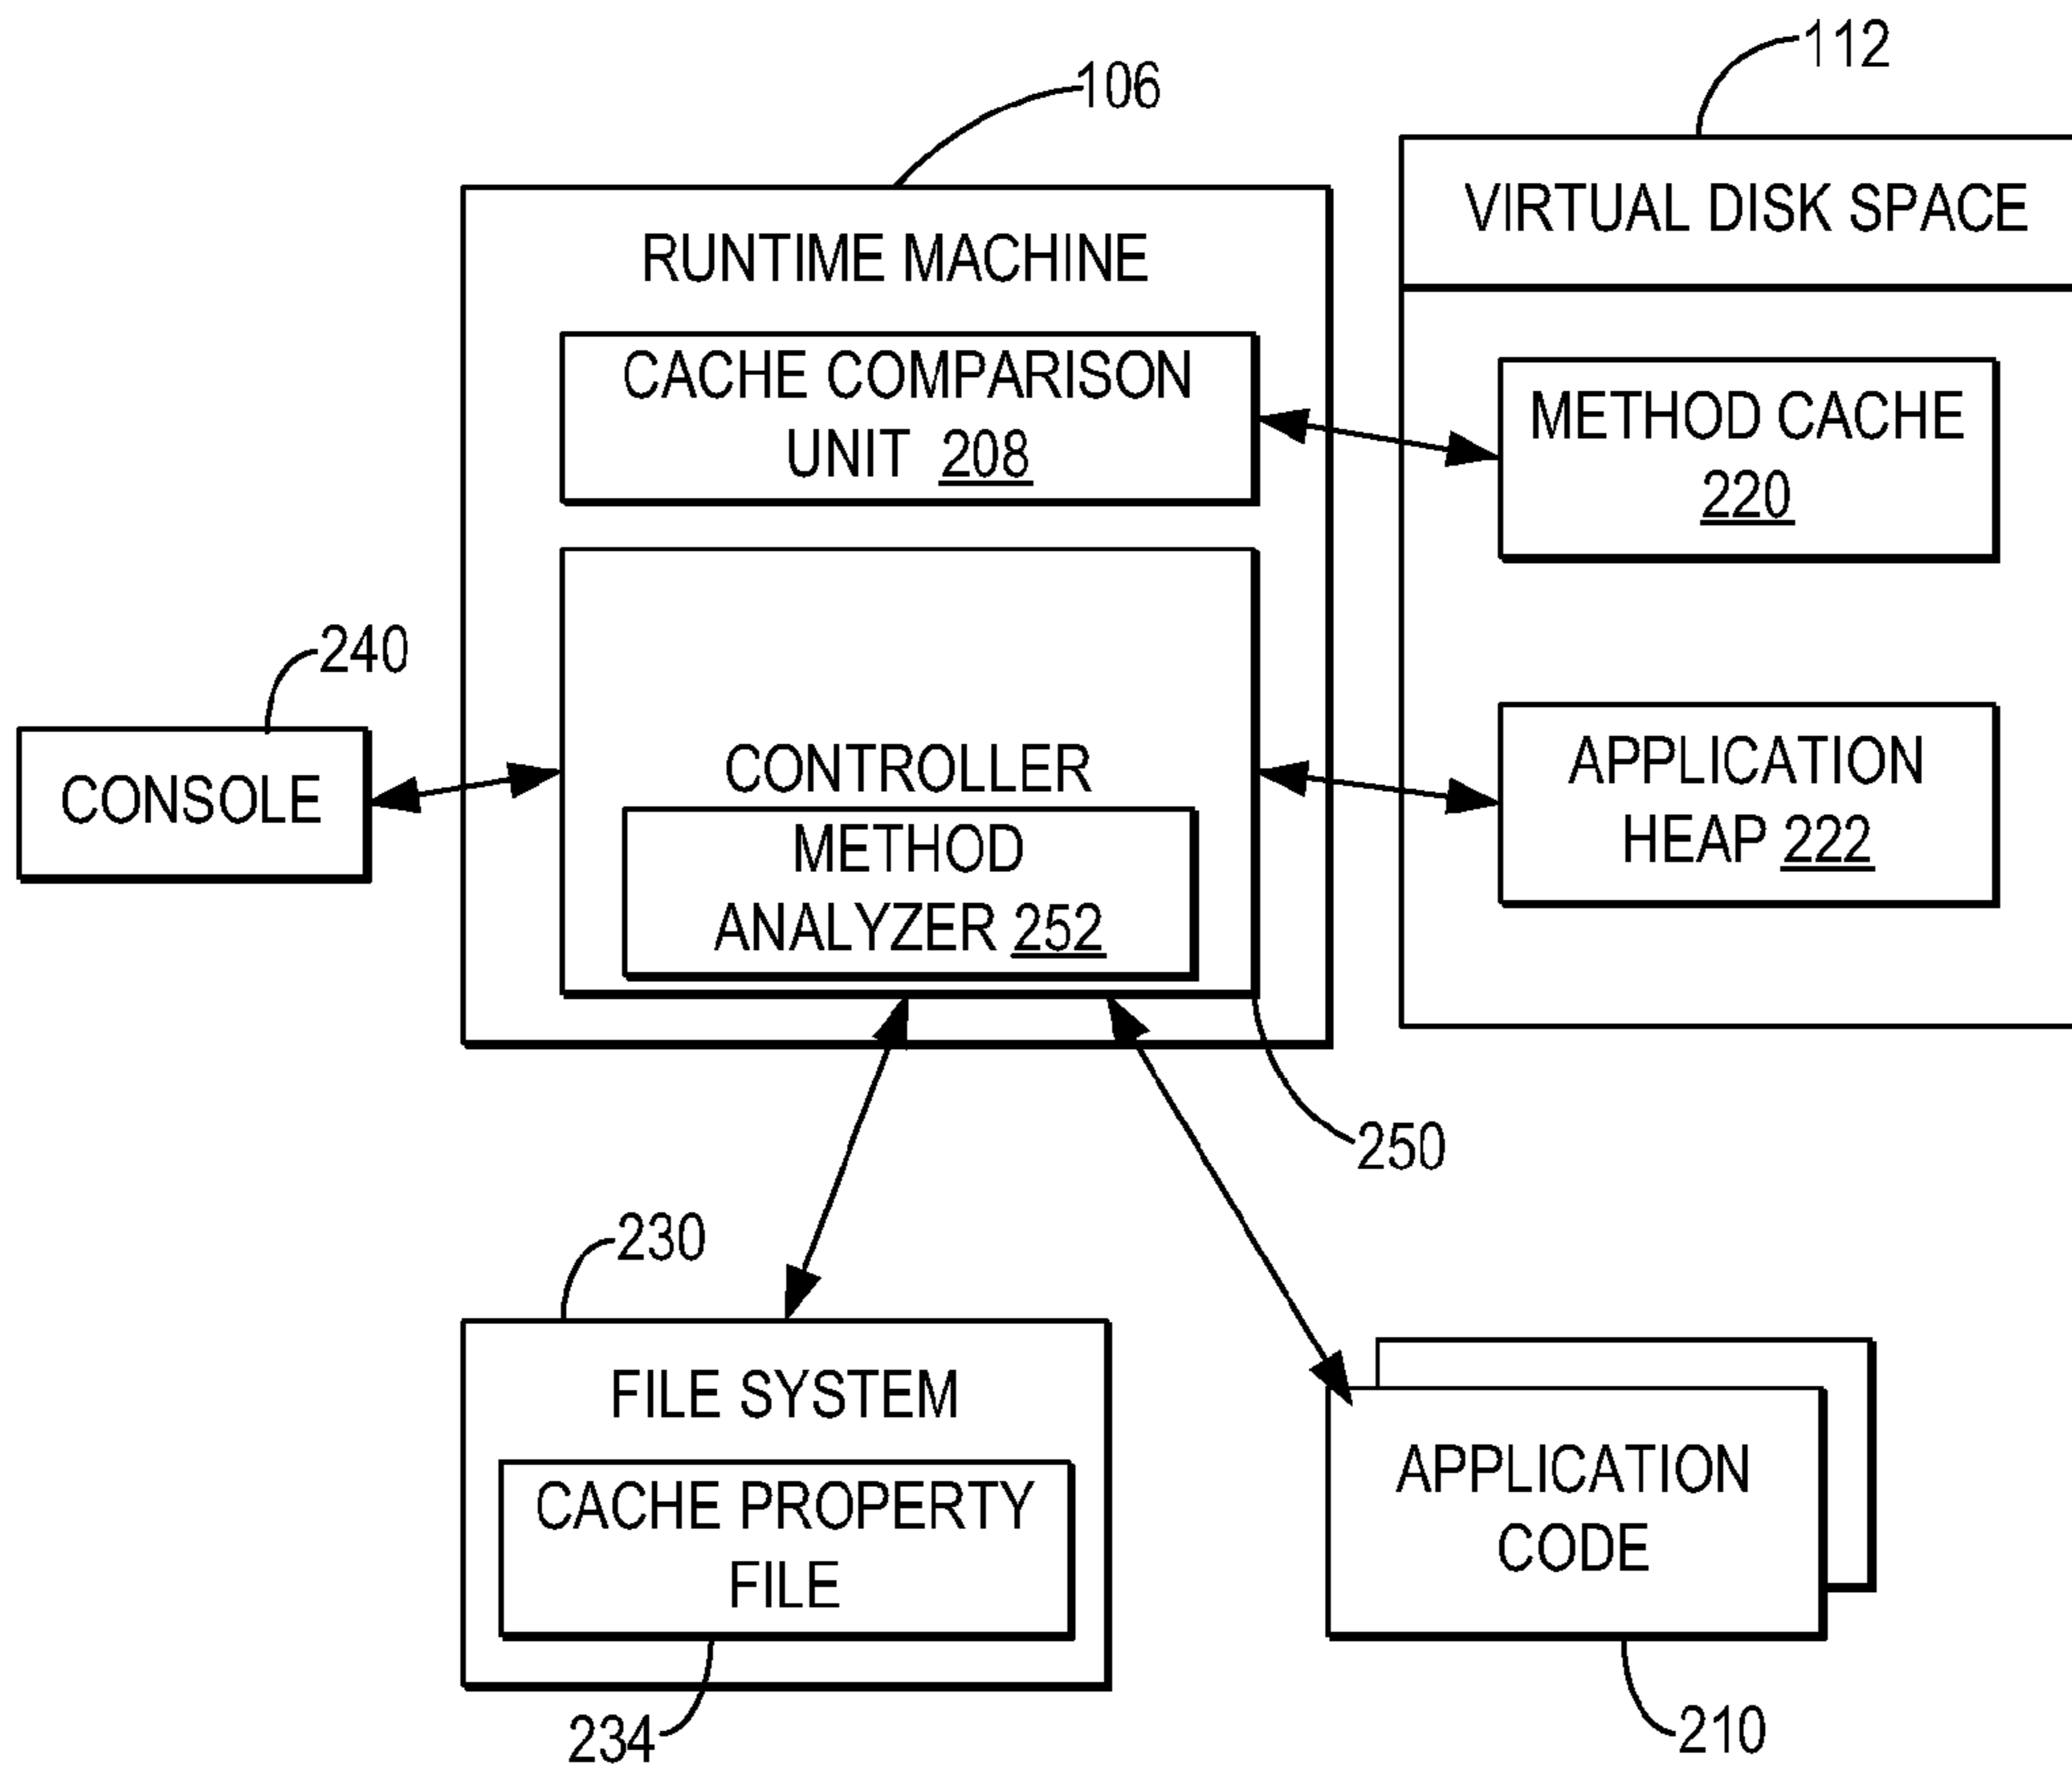 106
112
RUNTIME MACHINE
VIRTUAL DISK SPACE
CACHE COMPARISON
UNIT 208
METHOD CACHE
220
240
CONSOLE
CONTROLLER
METHOD
ANALYZER 252
APPLICATION
HEAP 222
250
230
FILE SYSTEM
CACHE PROPERTY
FILE
234
APPLICATION
CODE
210